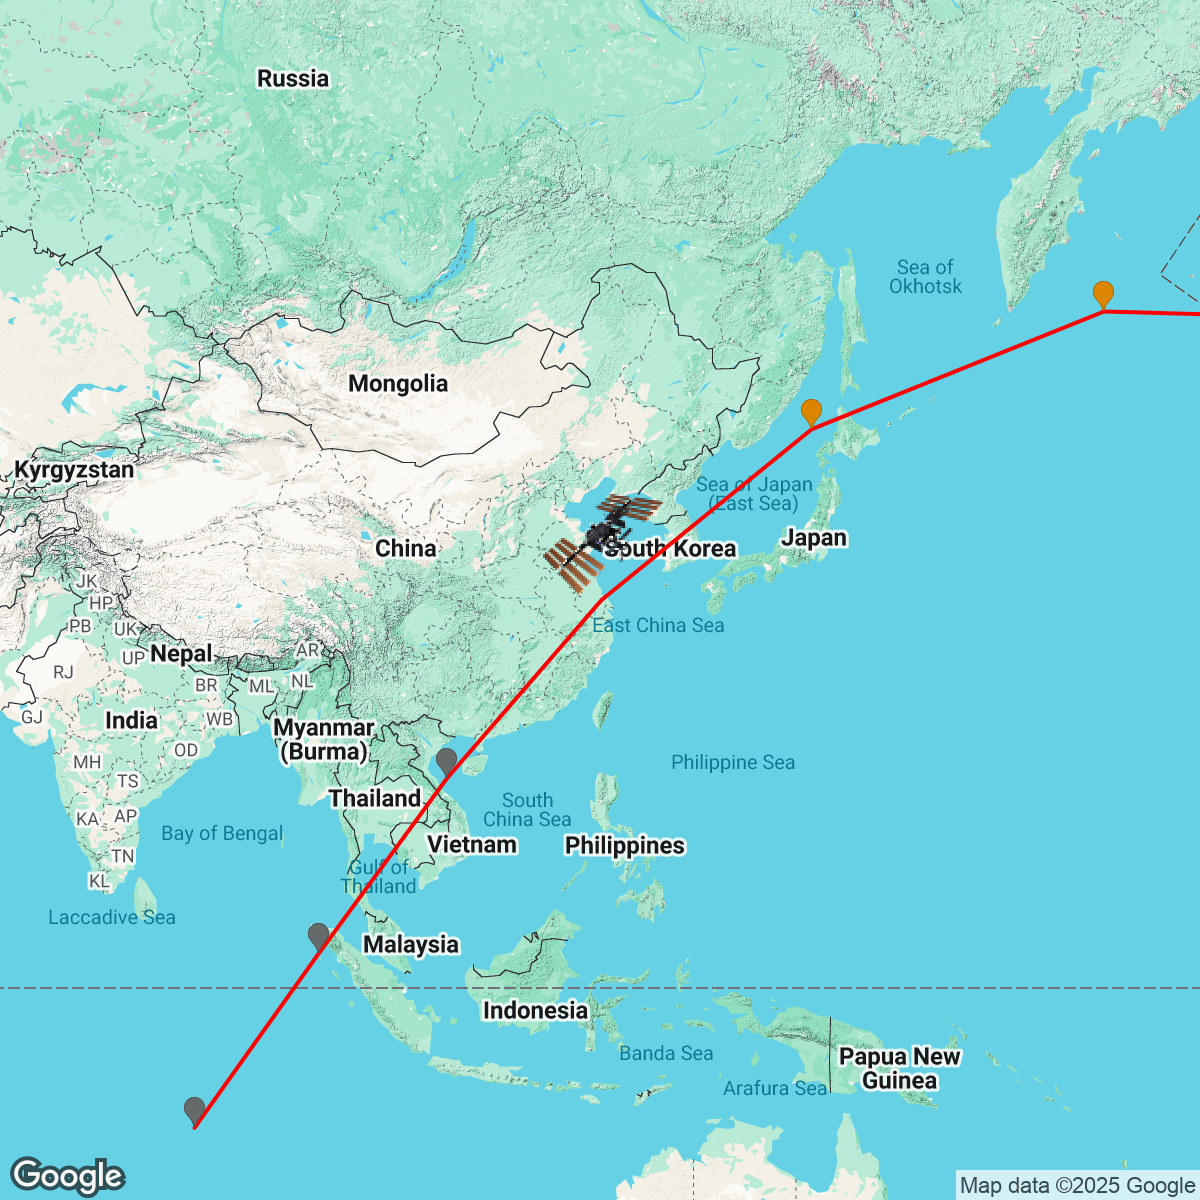 Russia
Sea of
Okhotsk
Mongolia
Kyrgyzstan
Sea of Japan
(East Sea)
China
South Korea
Japan
JK
HP
PB
UK
East China Sea
Nepal
UP
AR
RJ
BR
ML
NL
GJ
India
WB
Myanmar
(Burma)
OD
MH
Philippine Sea
TS
Thailand
South
China Sea
KA
AP
Bay of Bengal
Vietnam
Philippines
TN
Gulf of
Thailand
KL
Laccadive Sea
Malaysia
Indonesia
Banda Sea
Papua New
Guinea
Arafura Sea
Google
Map data ©2025 Google